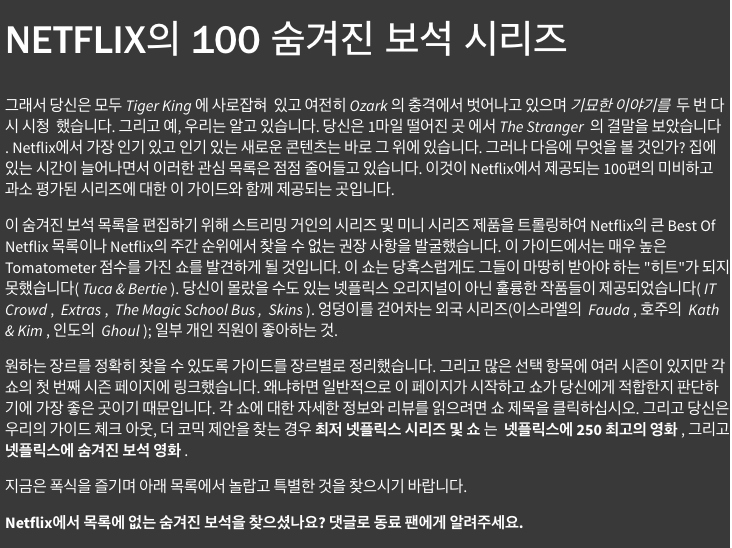 NETFLIX의 100 숨겨진 보석 시리즈
그래서 당신은 모두 Tiger King 에 사로잡혀 있고 여전히 Ozark 의 충격에서 벗어나고 있으며 기묘한 이야기를 두 번 다
시 시청 했습니다. 그리고 예, 우리는 알고 있습니다. 당신은 1마일 떨어진 곳 에서 The Stranger 의 결말을 보았습니다
. Netflix에서 가장 인기 있고 인기 있는 새로운 콘텐츠는 바로 그 위에 있습니다. 그러나 다음에 무엇을 볼 것인가? 집에
있는 시간이 늘어나면서 이러한 관심 목록은 점점 줄어들고 있습니다. 이것이 Netflix에서 제공되는 100편의 미비하고
과소 평가된 시리즈에 대한 이 가이드와 함께 제공되는 곳입니다.
이 숨겨진 보석 목록을 편집하기 위해 스트리밍 거인의 시리즈 및 미니 시리즈 제품을 트롤링하여 Netflix의 큰 Best Of
Netflix 목록이나 Netflix의 주간 순위에서 찾을 수 없는 권장 사항을 발굴했습니다. 이 가이드에서는 매우 높은
Tomatometer 점수를 가진 쇼를 발견하게 될 것입니다. 이 쇼는 당혹스럽게도 그들이 마땅히 받아야 하는 "히트"가 되지
못했습니다( Tuca & Bertie ). 당신이 몰랐을 수도 있는 넷플릭스 오리지널이 아닌 훌륭한 작품들이 제공되었습니다( IT
Crowd , Extras , The Magic School Bus , Skins ). 엉덩이를 걷어차는 외국 시리즈(이스라엘의 Fauda , 호주의 Kath
& Kim , 인도의 Ghoul ); 일부 개인 직원이 좋아하는 것.
원하는 장르를 정확히 찾을 수 있도록 가이드를 장르별로 정리했습니다. 그리고 많은 선택 항목에 여러 시즌이 있지만 각
쇼의 첫 번째 시즌 페이지에 링크했습니다. 왜냐하면 일반적으로 이 페이지가 시작하고 쇼가 당신에게 적합한지 판단하
기에 가장 좋은 곳이기 때문입니다. 각 쇼에 대한 자세한 정보와 리뷰를 읽으려면 쇼 제목을 클릭하십시오. 그리고 당신은
우리의 가이드 체크 아웃, 더 코믹 제안을 찾는 경우 최저 넷플릭스 시리즈 및 쇼 는 넷플릭스에 250 최고의 영화 , 그리고
넷플릭스에 숨겨진 보석 영화 .
지금은 폭식을 즐기며 아래 목록에서 놀랍고 특별한 것을 찾으시기 바랍니다.
Netflix에서 목록에 없는 숨겨진 보석을 찾으셨나요? 댓글로 동료 팬에게 알려주세요.